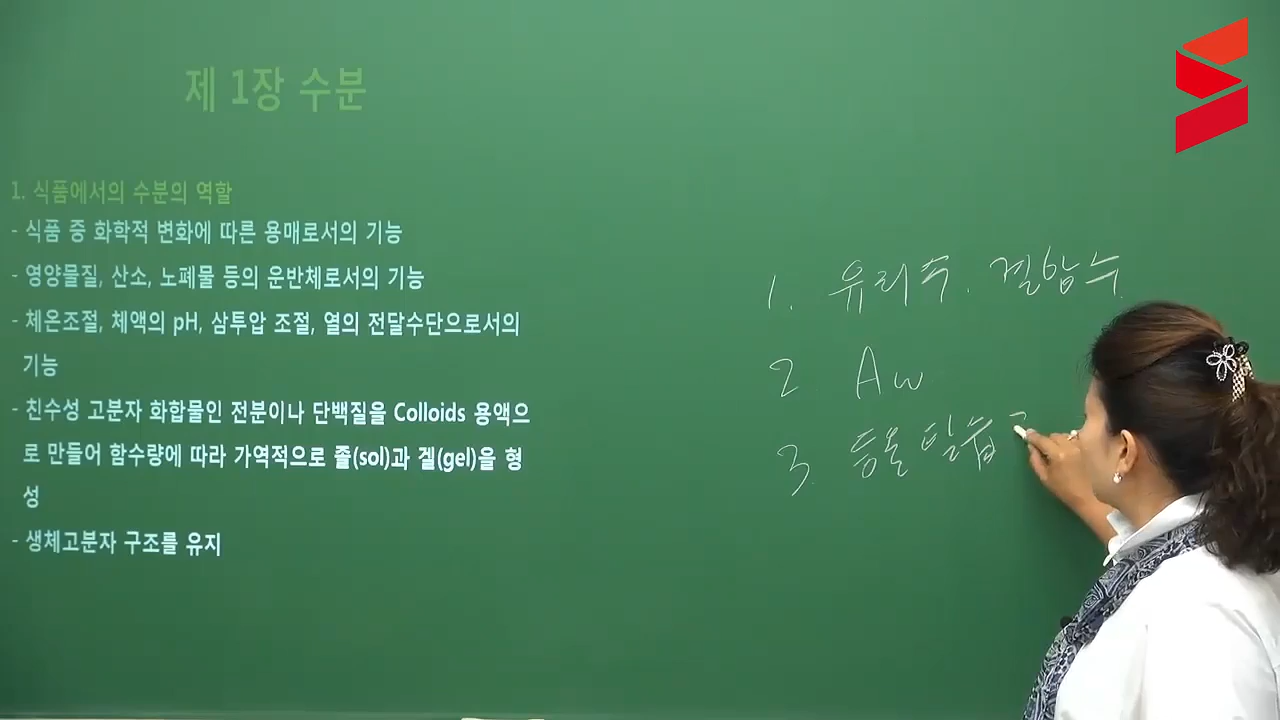 제 1장 수분
1. 식품에서의 수분의 역할
- 식품 중 화학적 변화에 따른 용매로서의 기능
- 영양물질, 산소, 노폐물 등의 운반체로서의 기능
- 체온조절, 체액의 pH, 삼투압 조절, 열의 전달수단으로서의
기능
- 친수성 고분자 화합물인 전분이나 단백질을 Colloids 용액으
로 만들어 함수량에 따라 가역적으로 졸(sol)과 겔(gel)을 형
성
- 생체고분자 구조를 유지
1. 유리수. 결합수
2 Aw
3. 등온 탈습